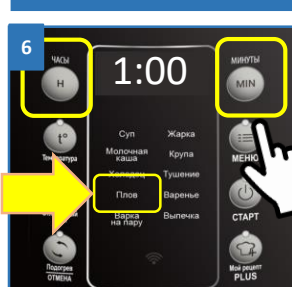 6
ЧАСЫ
H
1:00
МИНУТЫ
MIN
t°
Температура
Суп
Жарка
Молочная
каша
Крупа
МЕНЮ
Холодец
Тушение
Плов
Варенье
Варка
на пару
Выпечка
СТАРТ
Подогрев
ОТМЕНА
Мой рецепт
PLUS